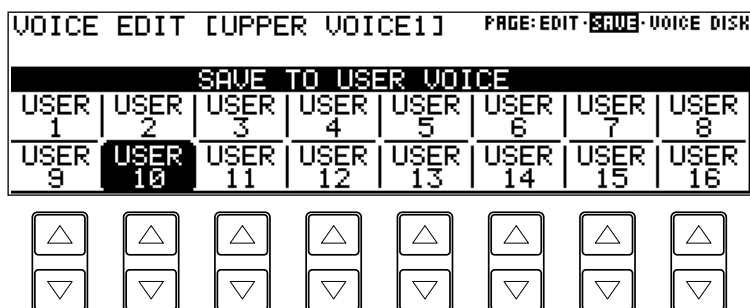 VOICE EDIT [UPPER VOICE1] PAGE: EDIT · SAVE · VOICE DISK
SAVE TO USER VOICE
USER USER USER USER USER USER USER USER
1 2 3 4 5 6 7 8
USER USER USER USER USER USER USER USER
9 10 11 12 13 14 15 16